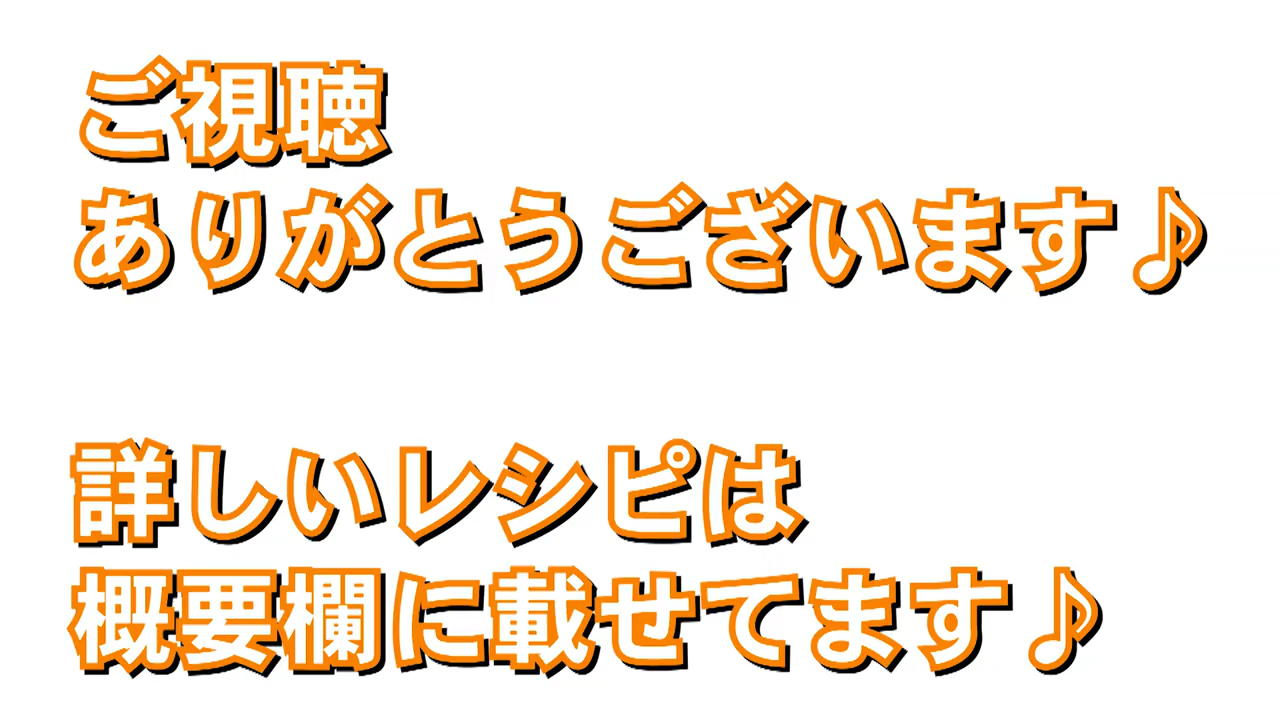 ご視聴
ありがとうございます♪
詳しいレシピは
概要欄に載せてます♪